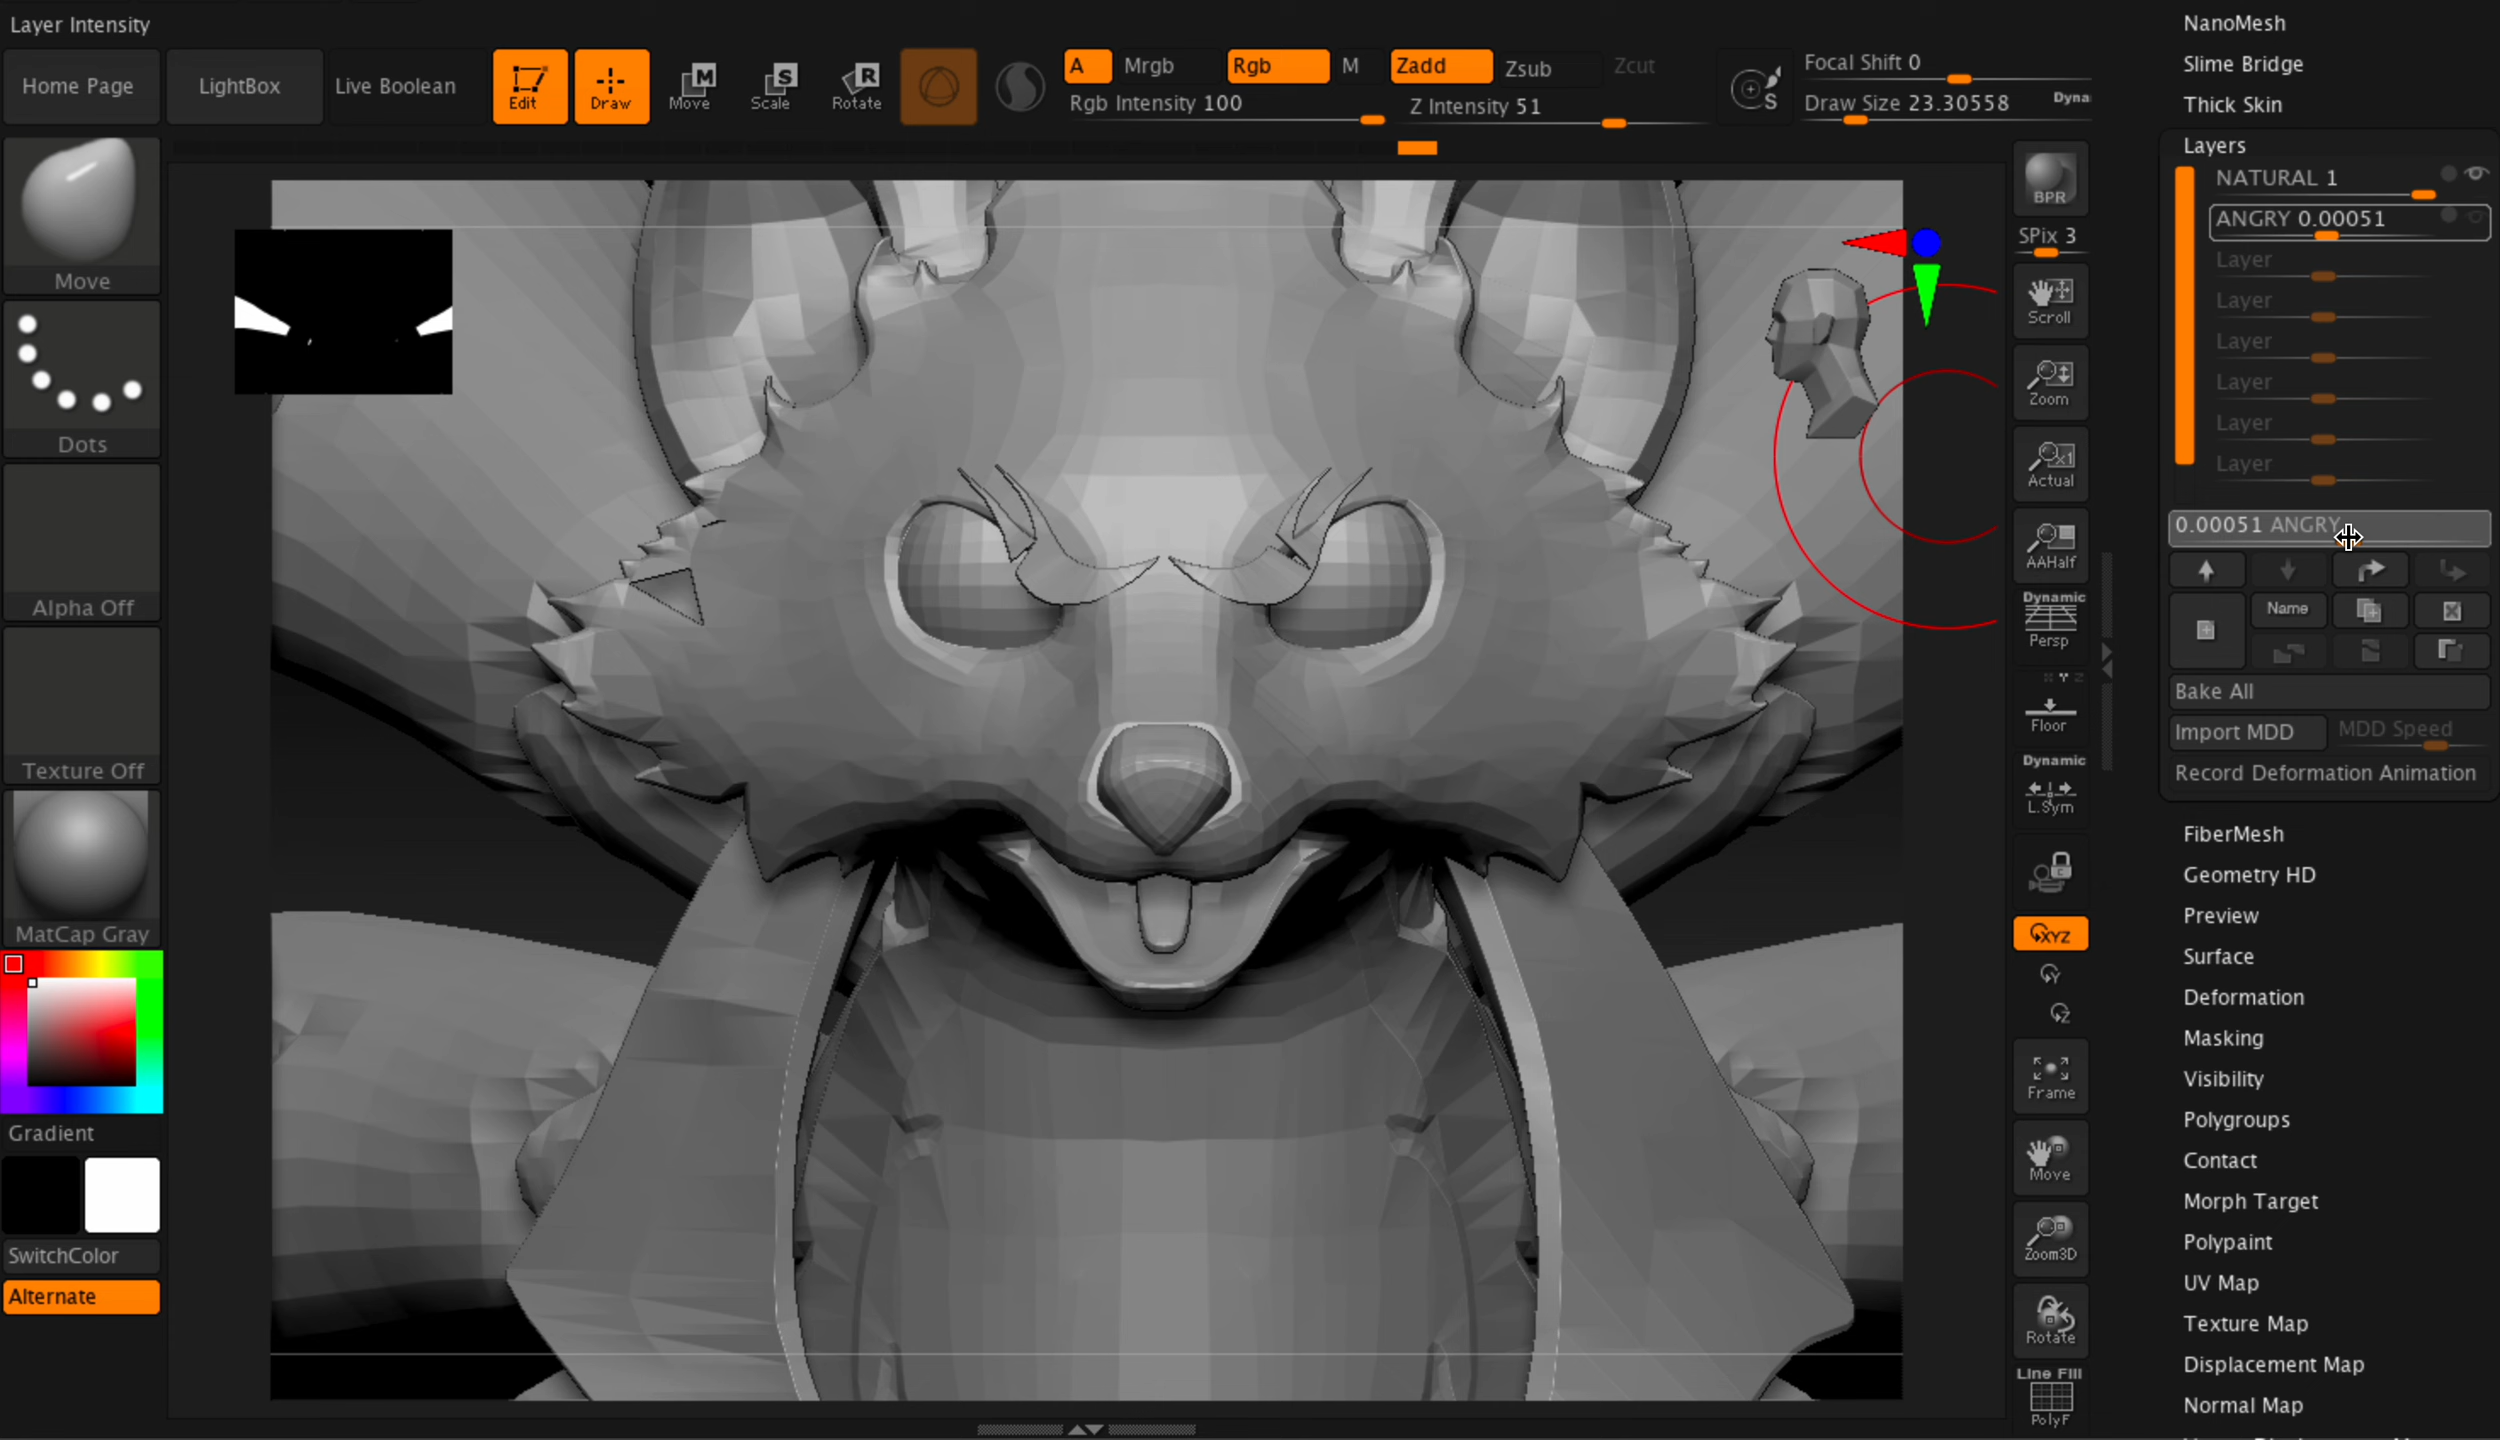 Layer Intensity
Home Page
LightBox
Live Boolean
Edit
Draw
Move
Scale
Rotate
A
Mrgb
Rgb
M
Zadd
Zsub
Zcut
Rgb Intensity 100
Z Intensity 51
Focal Shift 0
Draw Size 23.30558
Dyna
Move
Dots
Alpha Off
Texture Off
MatCap Gray
Gradient
SwitchColor
Alternate
BPR
SPix 3
Scroll
Zoom
Actual
AAHalf
Dynamic
Persp
Floor
Dynamic
L.Sym
XYZ
Frame
Move
Zoom3D
Rotate
Line Fill
PolyF
NanoMesh
Slime Bridge
Thick Skin
Layers
NATURAL 1
ANGRY 0.00051
Layer
Layer
Layer
Layer
Layer
Layer
0.00051 ANGRY
Name
Bake All
Import MDD
MDD Speed
Record Deformation Animation
FiberMesh
Geometry HD
Preview
Surface
Deformation
Masking
Visibility
Polygroups
Contact
Morph Target
Polypaint
UV Map
Texture Map
Displacement Map
Normal Map